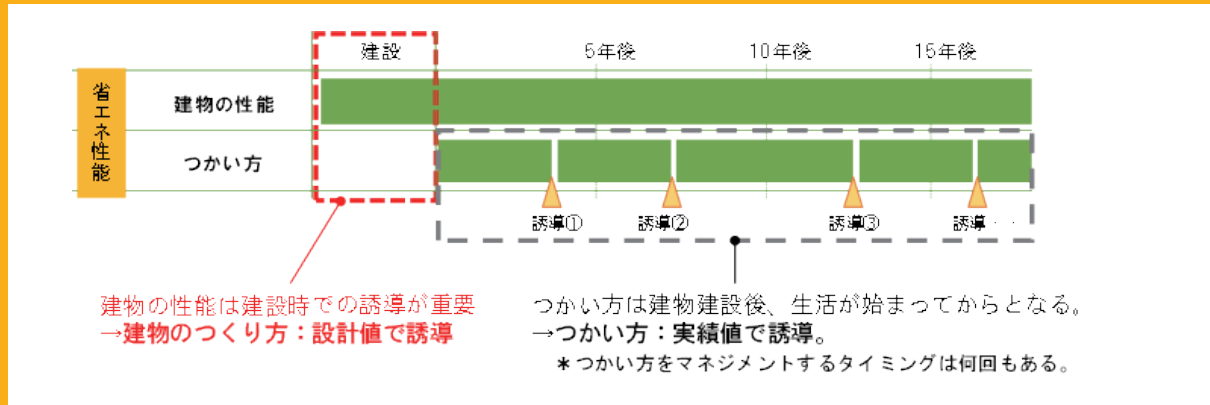 建設 5年後 10年後 15年後
省エネ性能
建物の性能
つかい方
誘導① 誘導② 誘導③ 誘導‥
建物の性能は建設時での誘導が重要
→建物のつくり方：設計値で誘導
つかい方は建物建設後、生活が始まってからとなる。
→つかい方：実績値で誘導。
＊つかい方をマネジメントするタイミングは何回もある。